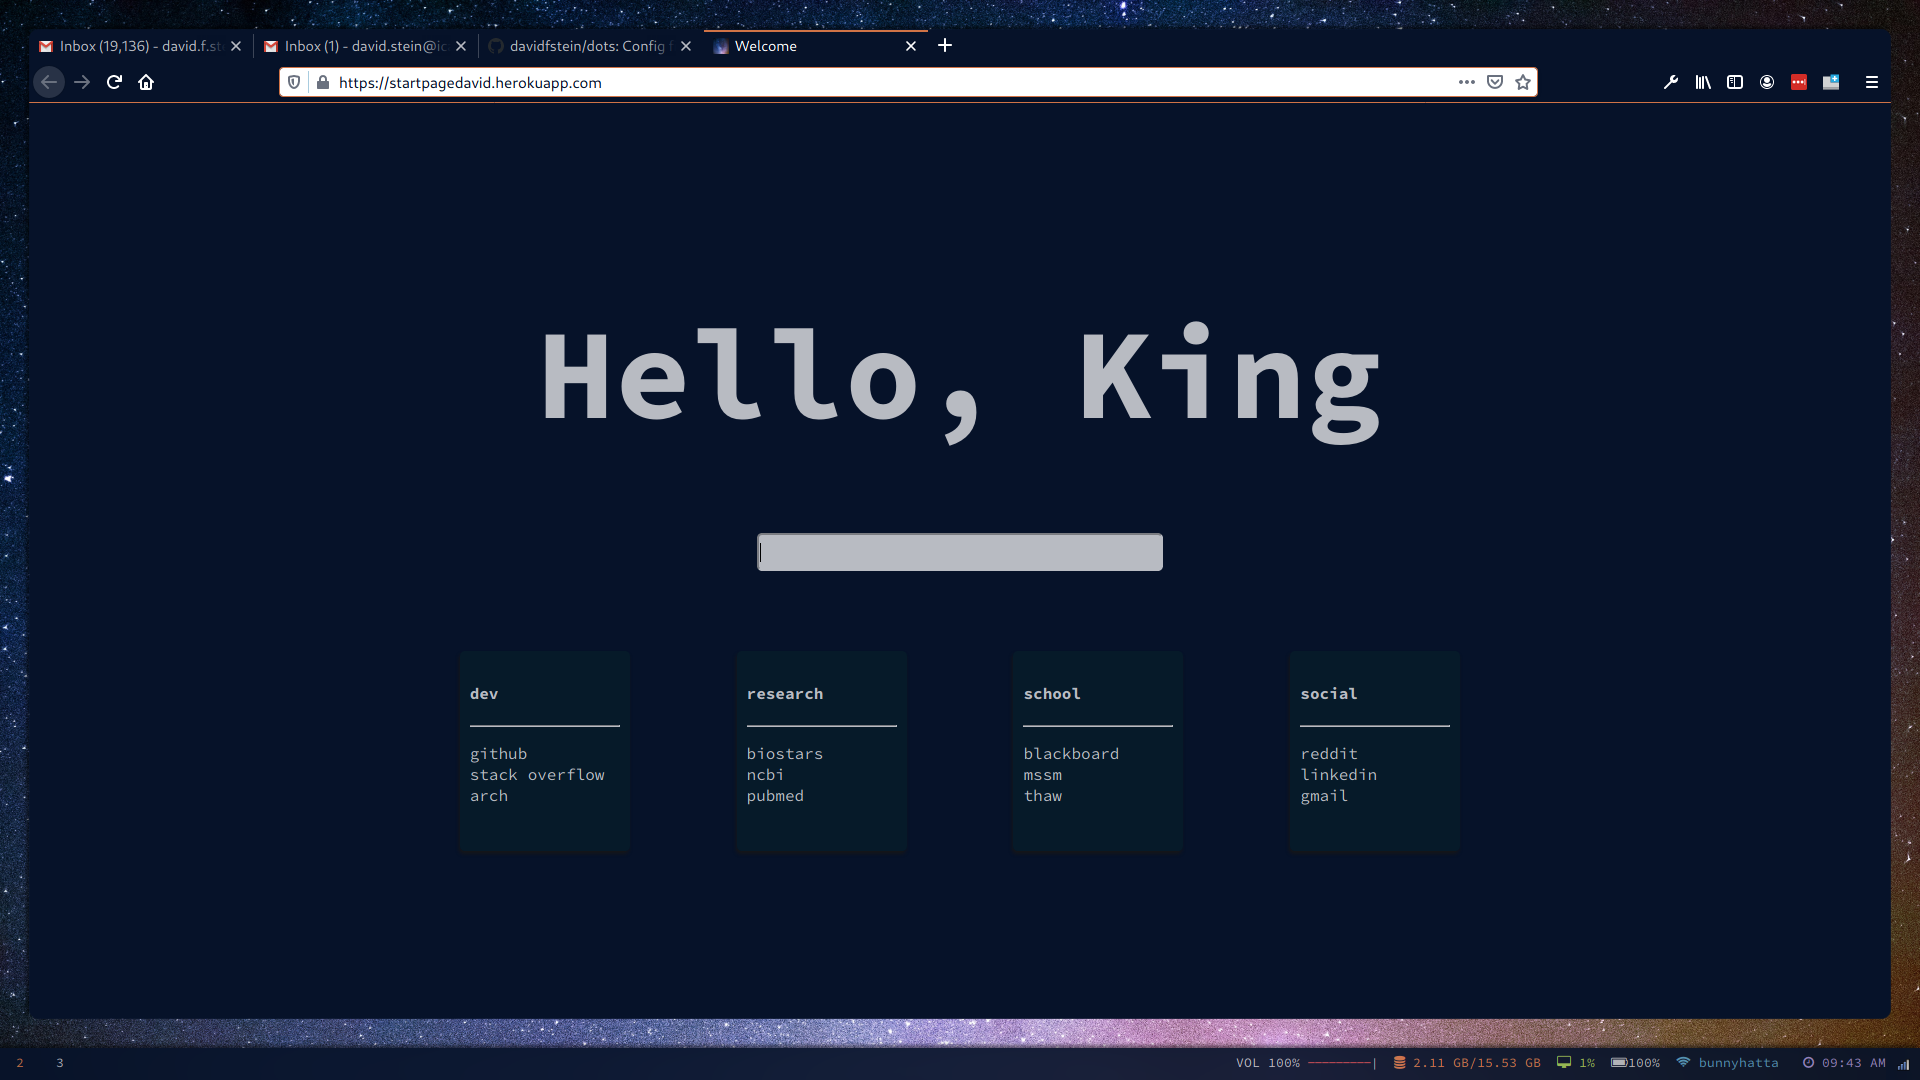 Inbox (19,136) - david.f.st
Inbox (1) - david.stein@ic
davidfstein/dots: Config f
Welcome
https://startpagedavid.herokuapp.com
Hello, King
dev
github
stack overflow
arch
research
biostars
ncbi
pubmed
school
blackboard
mssm
thaw
social
reddit
linkedin
gmail
2 3 VOL 100% 2.11 GB/15.53 GB 1% 100% bunnyhatta 09:43 AM